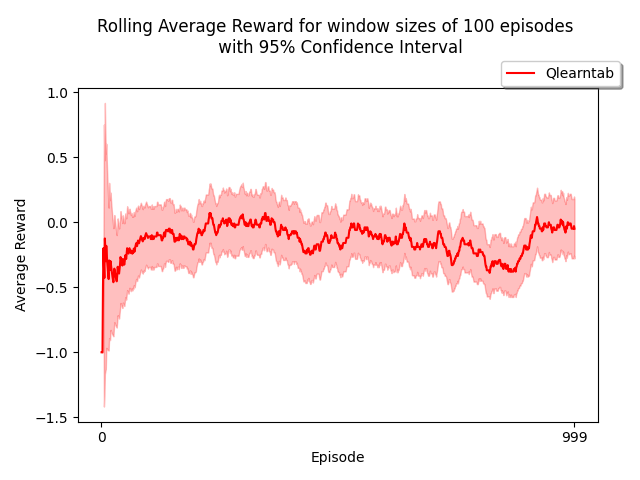 Rolling Average Reward for window sizes of 100 episodes
with 95% Confidence Interval
Qlearntab
1.0
0.5
0.0
−0.5
−1.0
−1.5
Average Reward
0
999
Episode